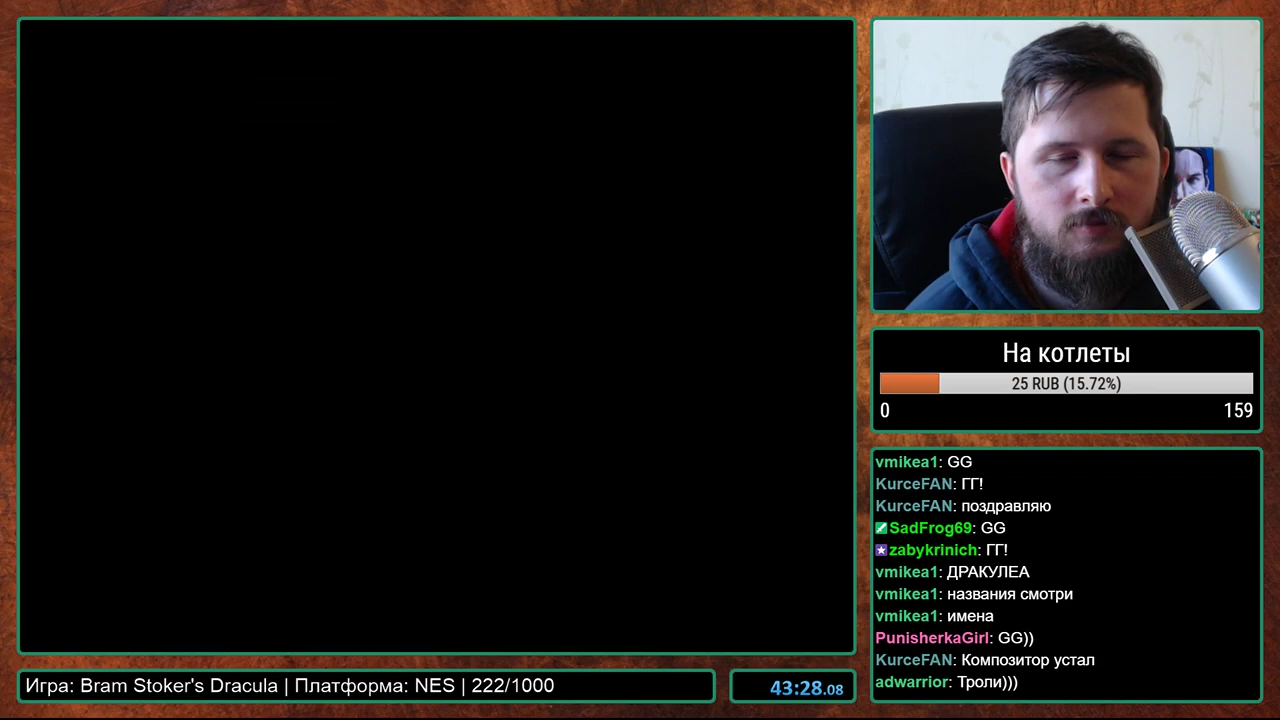 На котлеты
25 RUB (15.72%)
0
159
vmikea1: GG
KurceFAN: ГГ!
KurceFAN: поздравляю
SadFrog69: GG
zabykrinich: ГГ!
vmikea1: ДРАКУЛЕА
vmikea1: названия смотри
vmikea1: имена
PunisherkaGirl: GG))
KurceFAN: Композитор устал
adwarrior: Троли)))
Игра: Bram Stoker's Dracula | Платформа: NES | 222/1000
43:28.08